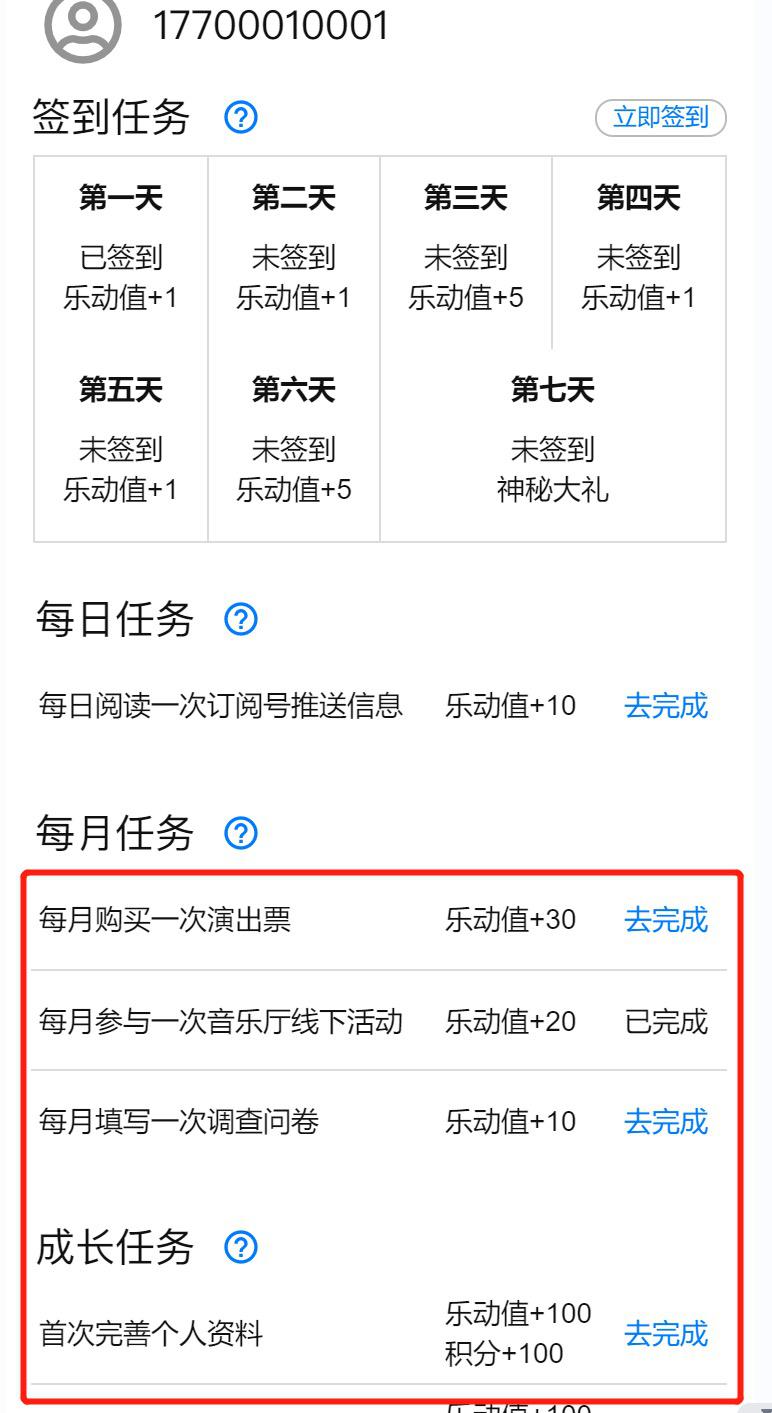 17700010001
签到任务 ? 立即签到
第一天 第二天 第三天 第四天
已签到 未签到 未签到 未签到
乐动值+1 乐动值+1 乐动值+5 乐动值+1
第五天 第六天 第七天
未签到 未签到 未签到
乐动值+1 乐动值+5 神秘大礼
每日任务 ?
每日阅读一次订阅号推送信息 乐动值+10 去完成
每月任务 ?
每月购买一次演出票 乐动值+30 去完成
每月参与一次音乐厅线下活动 乐动值+20 已完成
每月填写一次调查问卷 乐动值+10 去完成
成长任务 ?
首次完善个人资料 乐动值+100 去完成
积分+100
乐动值+100